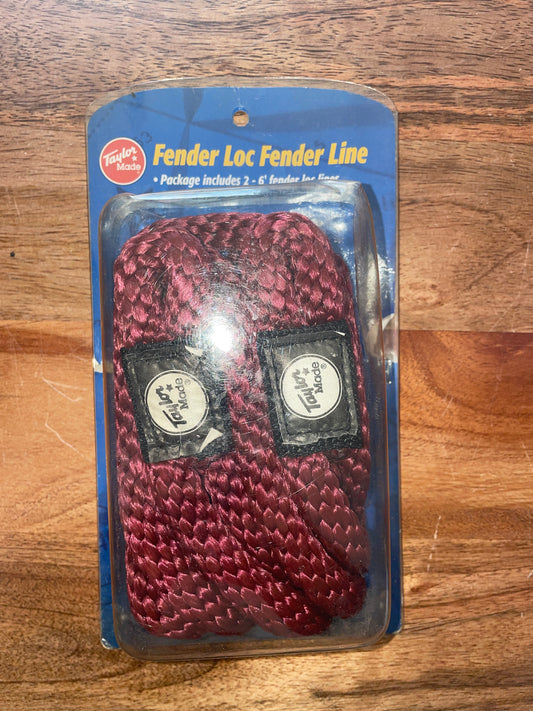 Taylor
Made
Fender Loc Fender Line
• Package includes 2 - 6' fender loc lines
Taylor
Made®
Taylor
Made®